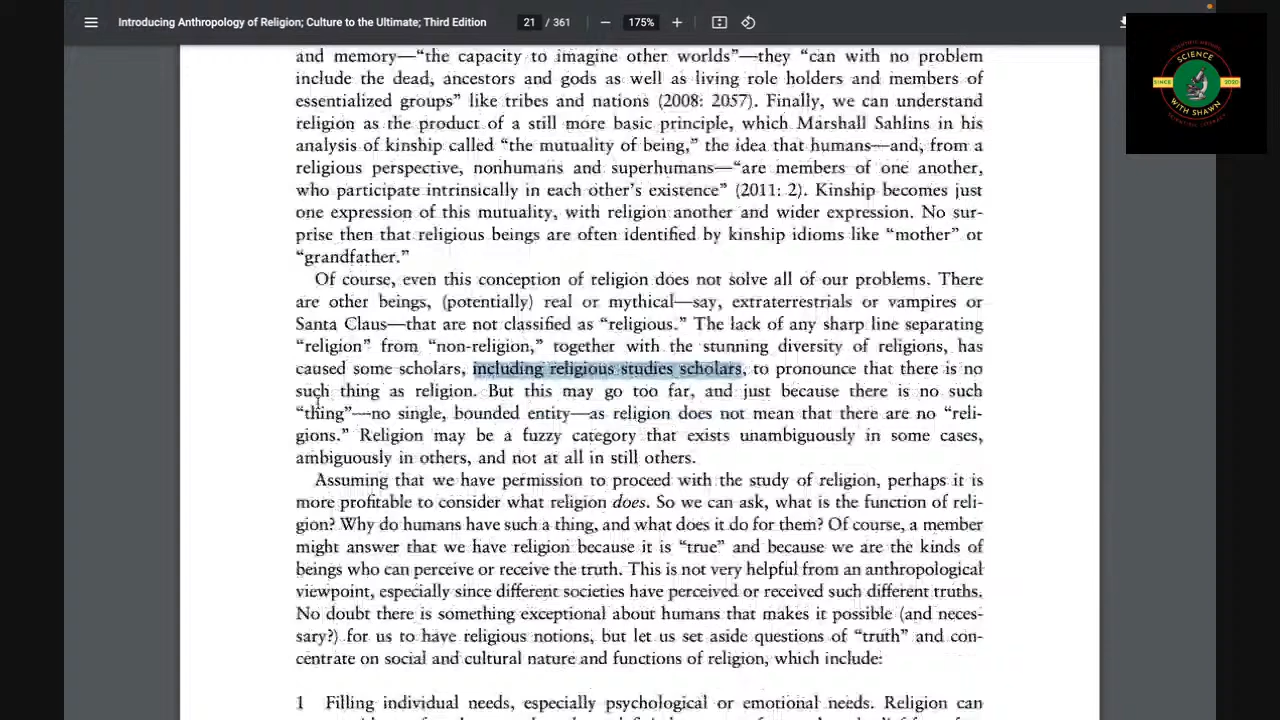 Introducing Anthropology of Religion; Culture to the Ultimate; Third Edition
21 / 361
175%
SCIENTIFIC INQUIRY
SCIENCE
SINCE
2020
WITH SHAWN
SCIENTIFIC LITERACY
and memory—“the capacity to imagine other worlds”—they “can with no problem
include the dead, ancestors and gods as well as living role holders and members of
essentialized groups” like tribes and nations (2008: 2057). Finally, we can understand
religion as the product of a still more basic principle, which Marshall Sahlins in his
analysis of kinship called “the mutuality of being,” the idea that humans—and, from a
religious perspective, nonhumans and superhumans—“are members of one another,
who participate intrinsically in each other’s existence” (2011: 2). Kinship becomes just
one expression of this mutuality, with religion another and wider expression. No sur-
prise then that religious beings are often identified by kinship idioms like “mother” or
“grandfather.”
Of course, even this conception of religion does not solve all of our problems. There
are other beings, (potentially) real or mythical—say, extraterrestrials or vampires or
Santa Claus—that are not classified as “religious.” The lack of any sharp line separating
“religion” from “non-religion,” together with the stunning diversity of religions, has
caused some scholars, including religious studies scholars, to pronounce that there is no
such thing as religion. But this may go too far, and just because there is no such
“thing”—no single, bounded entity—as religion does not mean that there are no “reli-
gions.” Religion may be a fuzzy category that exists unambiguously in some cases,
ambiguously in others, and not at all in still others.
Assuming that we have permission to proceed with the study of religion, perhaps it is
more profitable to consider what religion does. So we can ask, what is the function of reli-
gion? Why do humans have such a thing, and what does it do for them? Of course, a member
might answer that we have religion because it is “true” and because we are the kinds of
beings who can perceive or receive the truth. This is not very helpful from an anthropological
viewpoint, especially since different societies have perceived or received such different truths.
No doubt there is something exceptional about humans that makes it possible (and neces-
sary?) for us to have religious notions, but let us set aside questions of “truth” and con-
centrate on social and cultural nature and functions of religion, which include:
1 Filling individual needs, especially psychological or emotional needs. Religion can